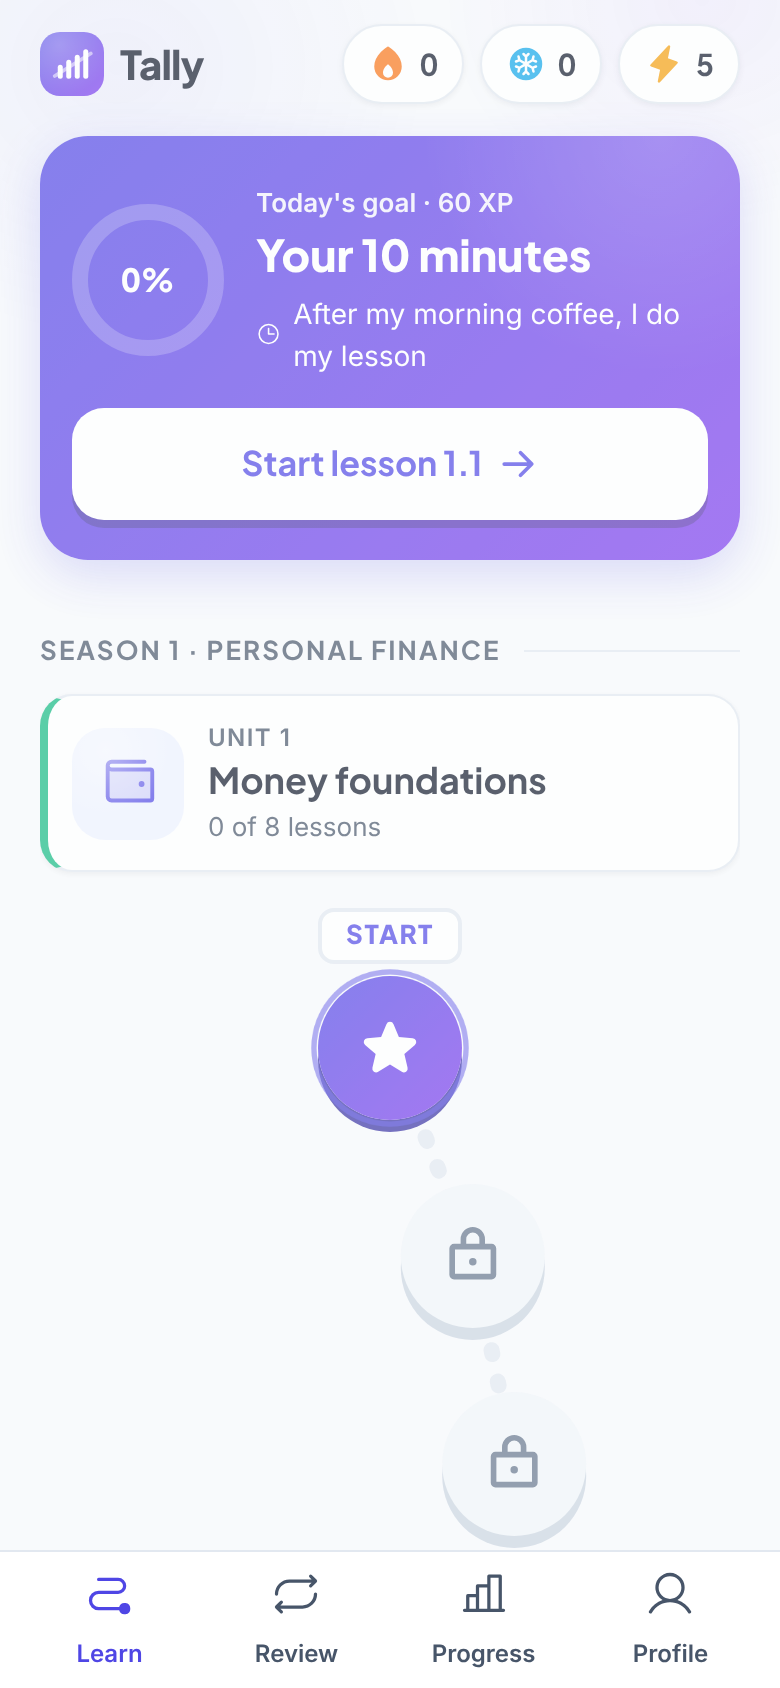 Tally
0
0
5
Today's goal · 60 XP
Your 10 minutes
0%
After my morning coffee, I do
my lesson
Start lesson 1.1 →
SEASON 1 · PERSONAL FINANCE
UNIT 1
Money foundations
0 of 8 lessons
START
Learn
Review
Progress
Profile